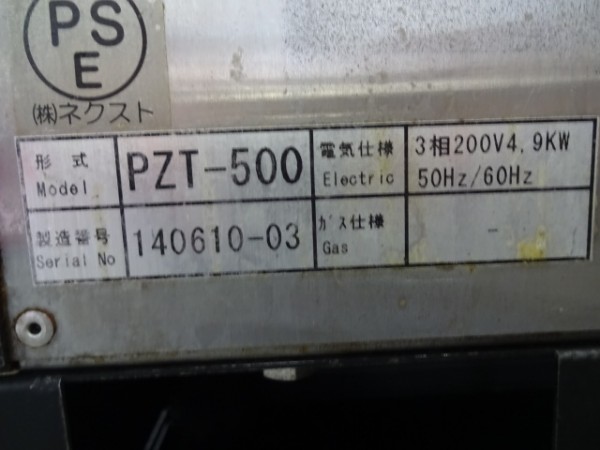 PS
E
(株)ネクスト
形 式
Model
PZT-500
電気仕様
Electric
3相200V4.9KW
50Hz/60Hz
製造番号
Serial No
140610-03
ガス仕様
Gas
-